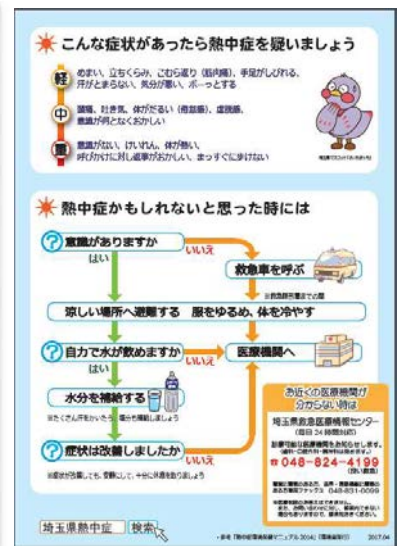 こんな症状があったら熱中症を疑いましょう
軽
めまい、立ちくらみ、こむら返り（筋肉痛）、手足がしびれる、
汗がとまらない、気分が悪い、ボーっとする
中
頭痛、吐き気、体がだるい（倦怠感）、虚脱感、
意識が何となくおかしい
重
意識がない、けいれん、体が熱い、
呼びかけに対し返事がおかしい、まっすぐに歩けない
熱中症かもしれないと思った時には
? 意識がありますか
はい
いいえ
救急車を呼ぶ
涼しい場所へ避難する 服をゆるめ、体を冷やす
? 自力で水が飲めますか
いいえ
医療機関へ
はい
水分を補給する
? 症状は改善しましたか
いいえ
お近くの医療機関が
分からない時は
埼玉県救急医療情報センター
（毎日24時間対応）
☎048-824-4199
埼玉県熱中症 検索
2017.04